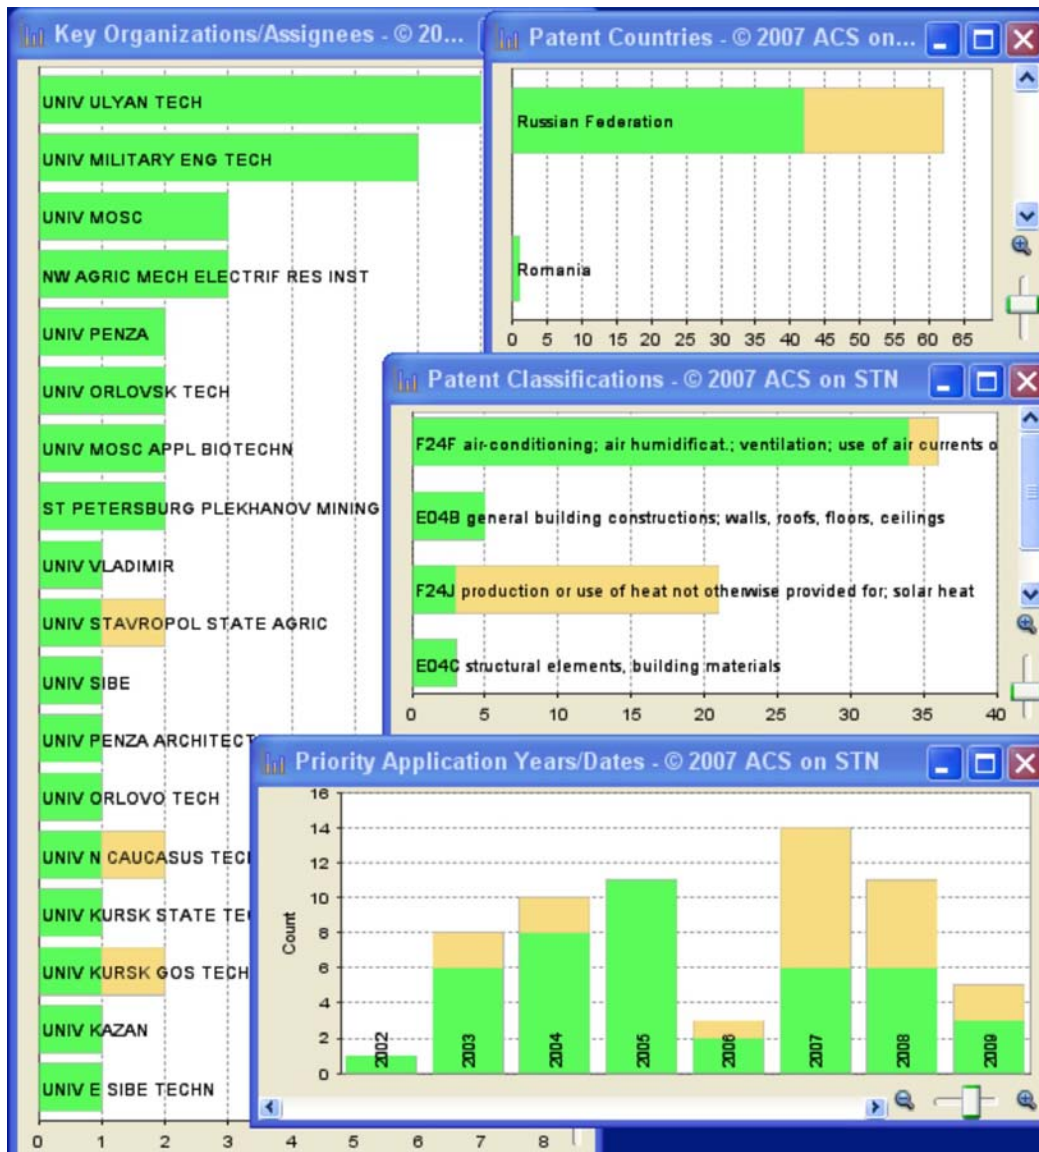 Key Organizations/Assignees - © 20...
UNIV ULYAN TECH
UNIV MILITARY ENG TECH
UNIV MOSC
NW AGRIC MECH ELECTRIF RES INST
UNIV PENZA
UNIV ORLOVSK TECH
UNIV MOSC APPL BIOTECHN
ST PETERSBURG PLEKHANOV MINING
UNIV VLADIMIR
UNIV STAVROPOL STATE AGRIC
UNIV SIBE
UNIV PENZA ARCHITECT
UNIV ORLOVO TECH
UNIV N CAUCASUS TECH
UNIV KURSK STATE TE
UNIV KURSK GOS TECH
UNIV KAZAN
UNIV E SIBE TECHN
0 1 2 3 4 5 6 7 8
Patent Countries - © 2007 ACS on...
Russian Federation
Romania
0 5 10 15 20 25 30 35 40 45 50 55 60 65
Patent Classifications - © 2007 ACS on STN
F24F air-conditioning; air humidificat.; ventilation; use of air currents o
E04B general building constructions; walls, roofs, floors, ceilings
F24J production or use of heat not otherwise provided for; solar heat
E04C structural elements, building materials
0 5 10 15 20 25 30 35 40
Priority Application Years/Dates - © 2007 ACS on STN
Count
16
14
12
10
8
6
4
2
0
2002 2003 2004 2005 2006 2007 2008 2009